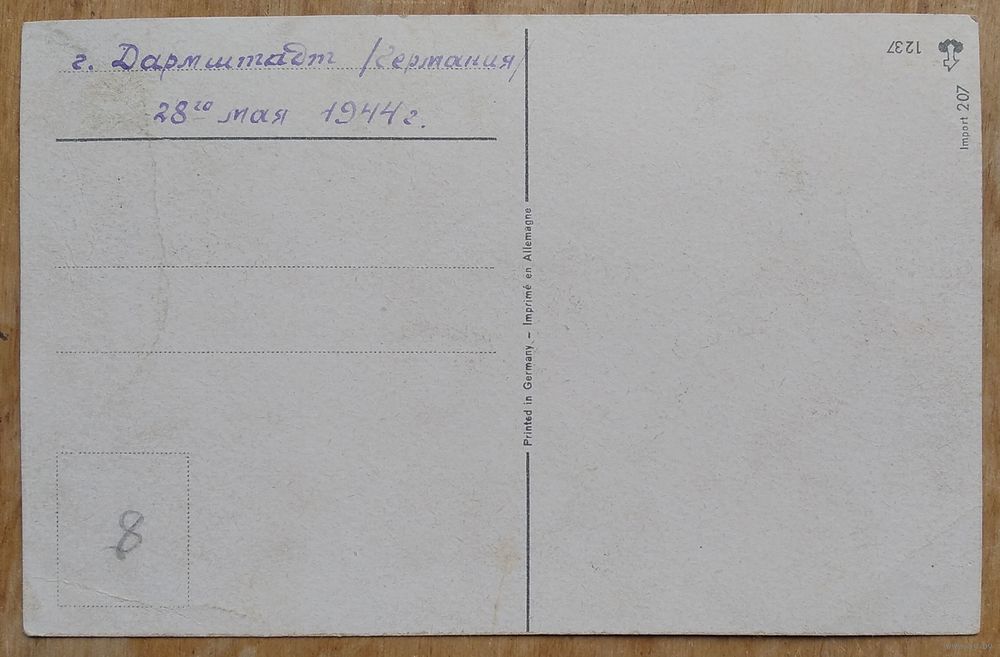 г. Дармштадт /Германия/
28го мая 1944 г.
Printed in Germany – Imprimé en Allemagne
1237
Import 207
8